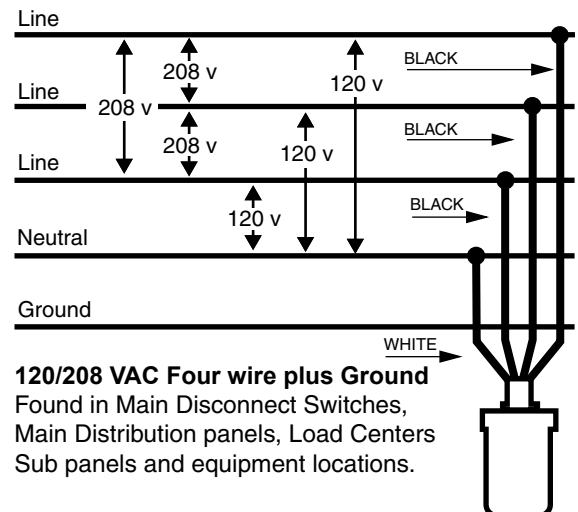 Line
BLACK
208 v
120 v
Line
208 v
BLACK
208 v
120 v
Line
BLACK
120 v
Neutral
Ground
WHITE
120/208 VAC Four wire plus Ground
Found in Main Disconnect Switches,
Main Distribution panels, Load Centers
Sub panels and equipment locations.